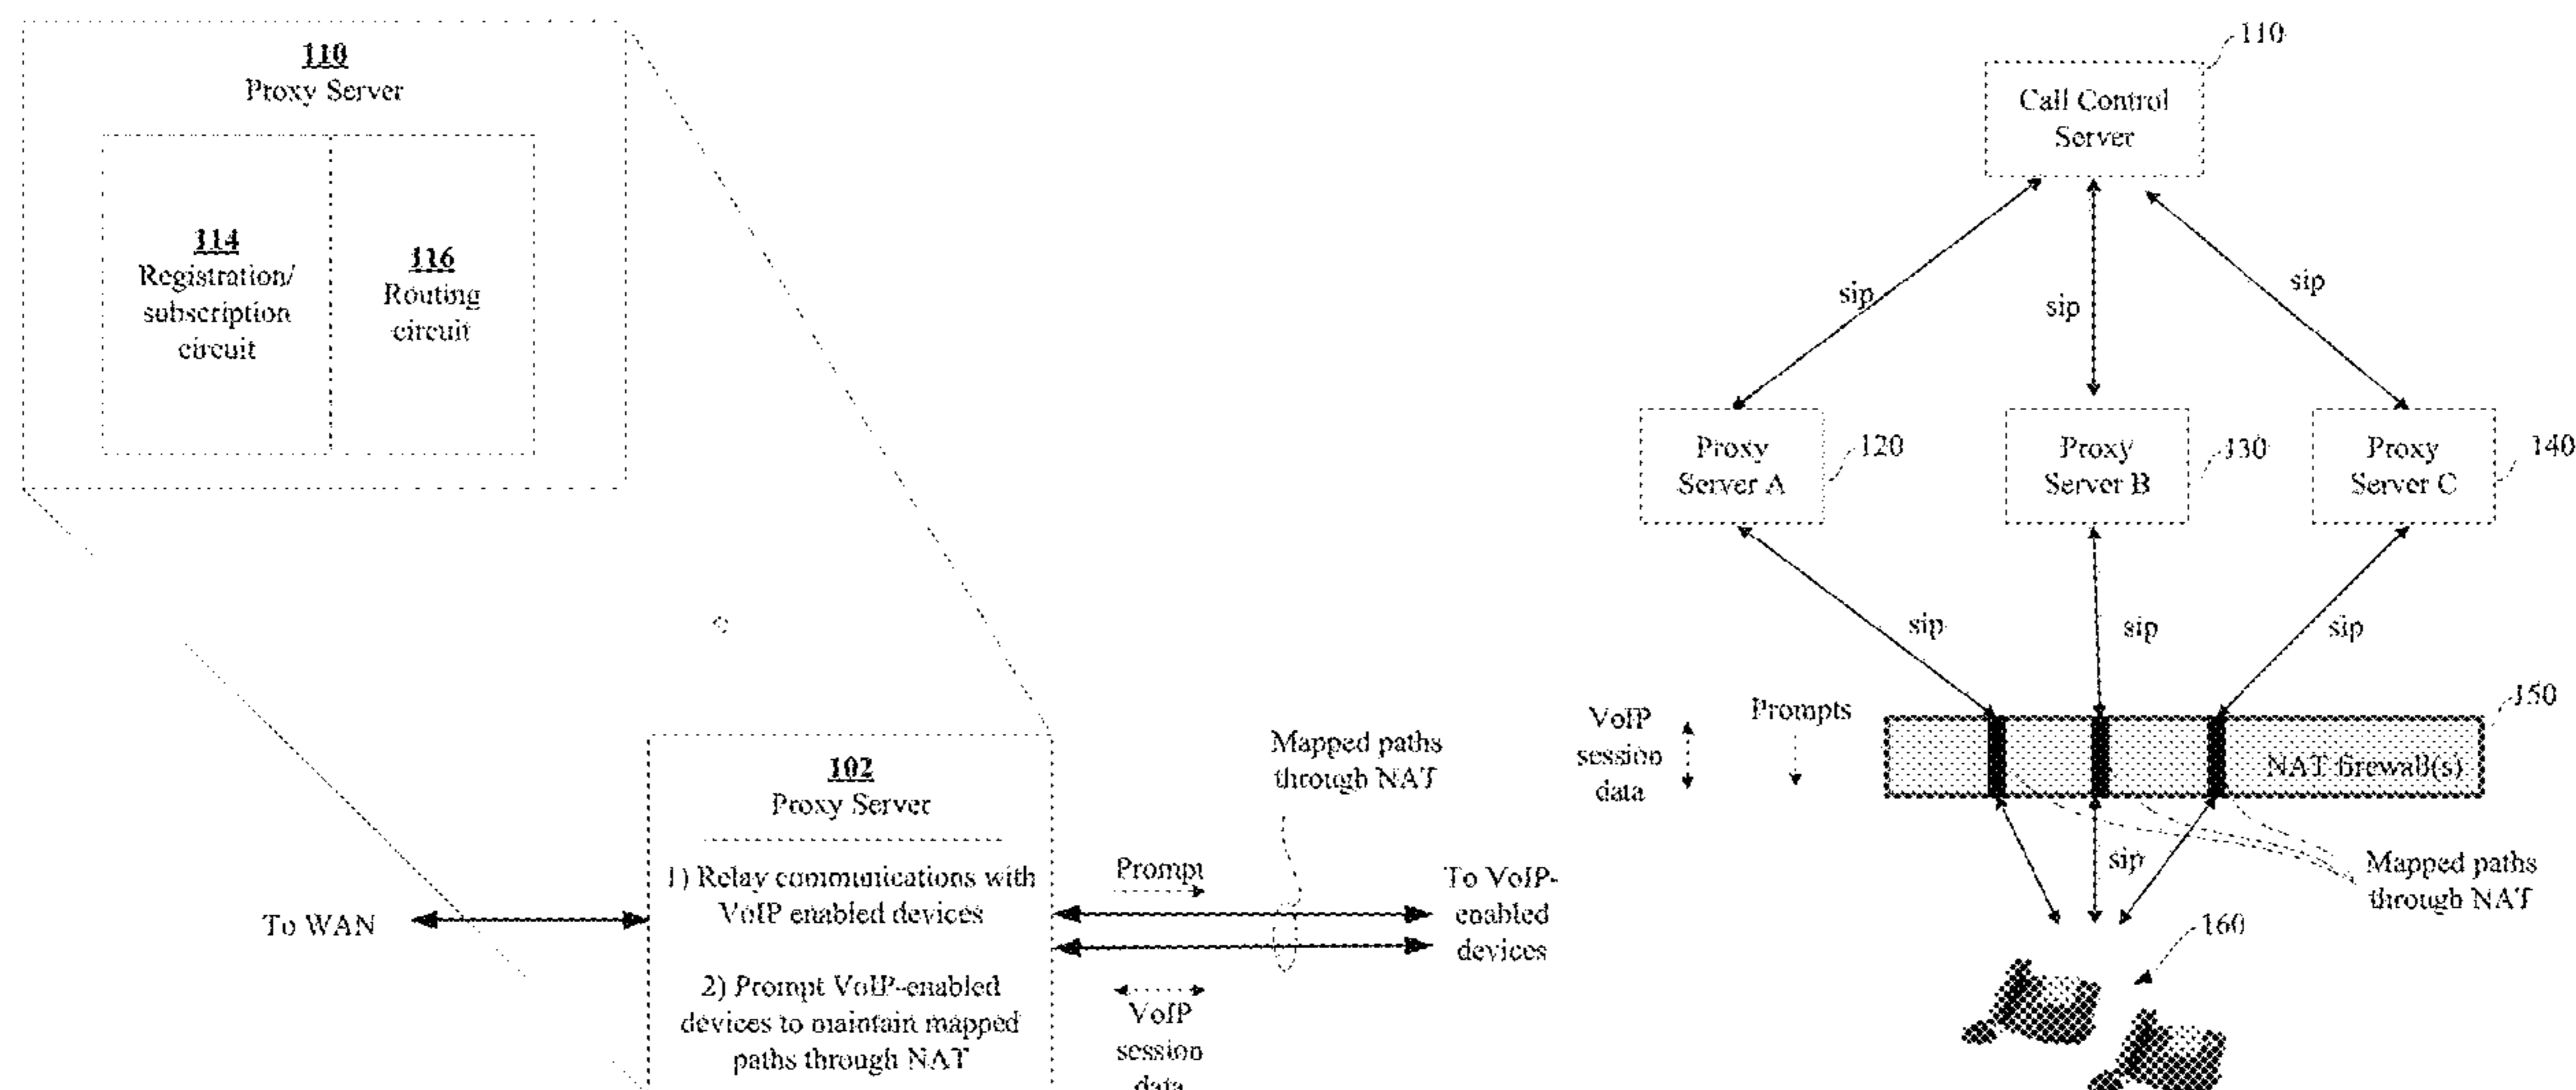 110
Proxy Server
114
Registration/
subscription
circuit
116
Routing
circuit
102
Proxy Server
1) Relay communications with
VoIP enabled devices
2) Prompt VoIP-enabled
devices to maintain mapped
paths through NAT
To WAN
Prompt
VoIP
session
data
Mapped paths
through NAT
To VoIP-
enabled
devices
110
Call Control
Server
sip
sip
sip
Proxy
Server A
120
Proxy
Server B
130
Proxy
Server C
140
sip
sip
sip
VoIP
session
data
Prompts
150
NAT firewall(s)
sip
Mapped paths
through NAT
160